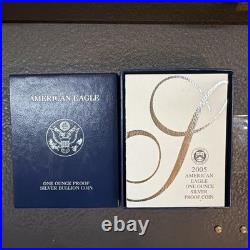 AMERICAN EAGLE
ONE OUNCE PROOF
SILVER BULLION COIN
P
2005
AMERICAN
EAGLE
ONE OUNCE
SILVER
PROOF COIN